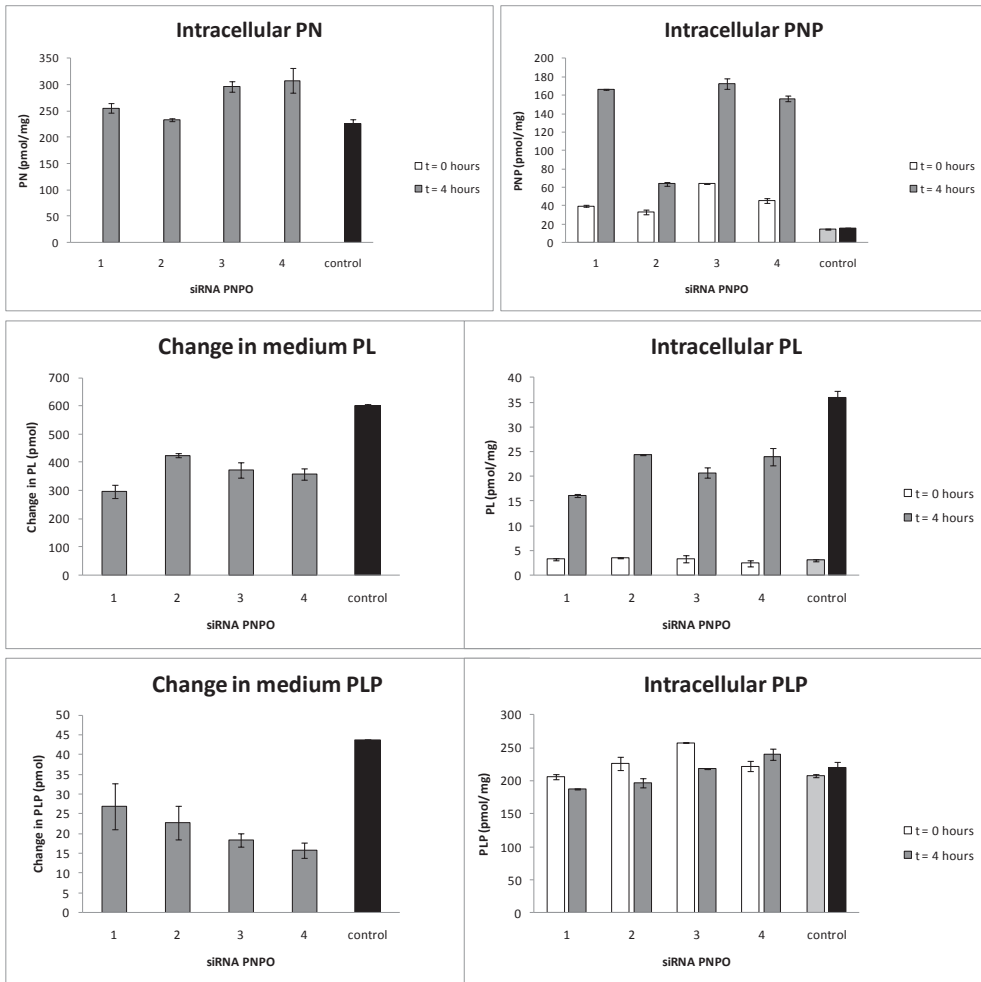 Intracellular PN
350
300
250
200
150
100
50
0
PN (pmol/mg)
1 2 3 4 control
siRNA PNPO
t = 0 hours
t = 4 hours
Intracellular PNP
200
180
160
140
120
100
80
60
40
20
0
PNP (pmol/mg)
1 2 3 4 control
siRNA PNPO
t = 0 hours
t = 4 hours
Change in medium PL
700
600
500
400
300
200
100
0
Change in PL (pmol)
1 2 3 4 control
siRNA PNPO
Intracellular PL
40
35
30
25
20
15
10
5
0
PL (pmol/mg)
1 2 3 4 control
siRNA PNPO
t = 0 hours
t = 4 hours
Change in medium PLP
50
45
40
35
30
25
20
15
10
5
0
Change in PLP (pmol)
1 2 3 4 control
siRNA PNPO
Intracellular PLP
300
250
200
150
100
50
0
PLP (pmol/mg)
1 2 3 4 control
siRNA PNPO
t = 0 hours
t = 4 hours